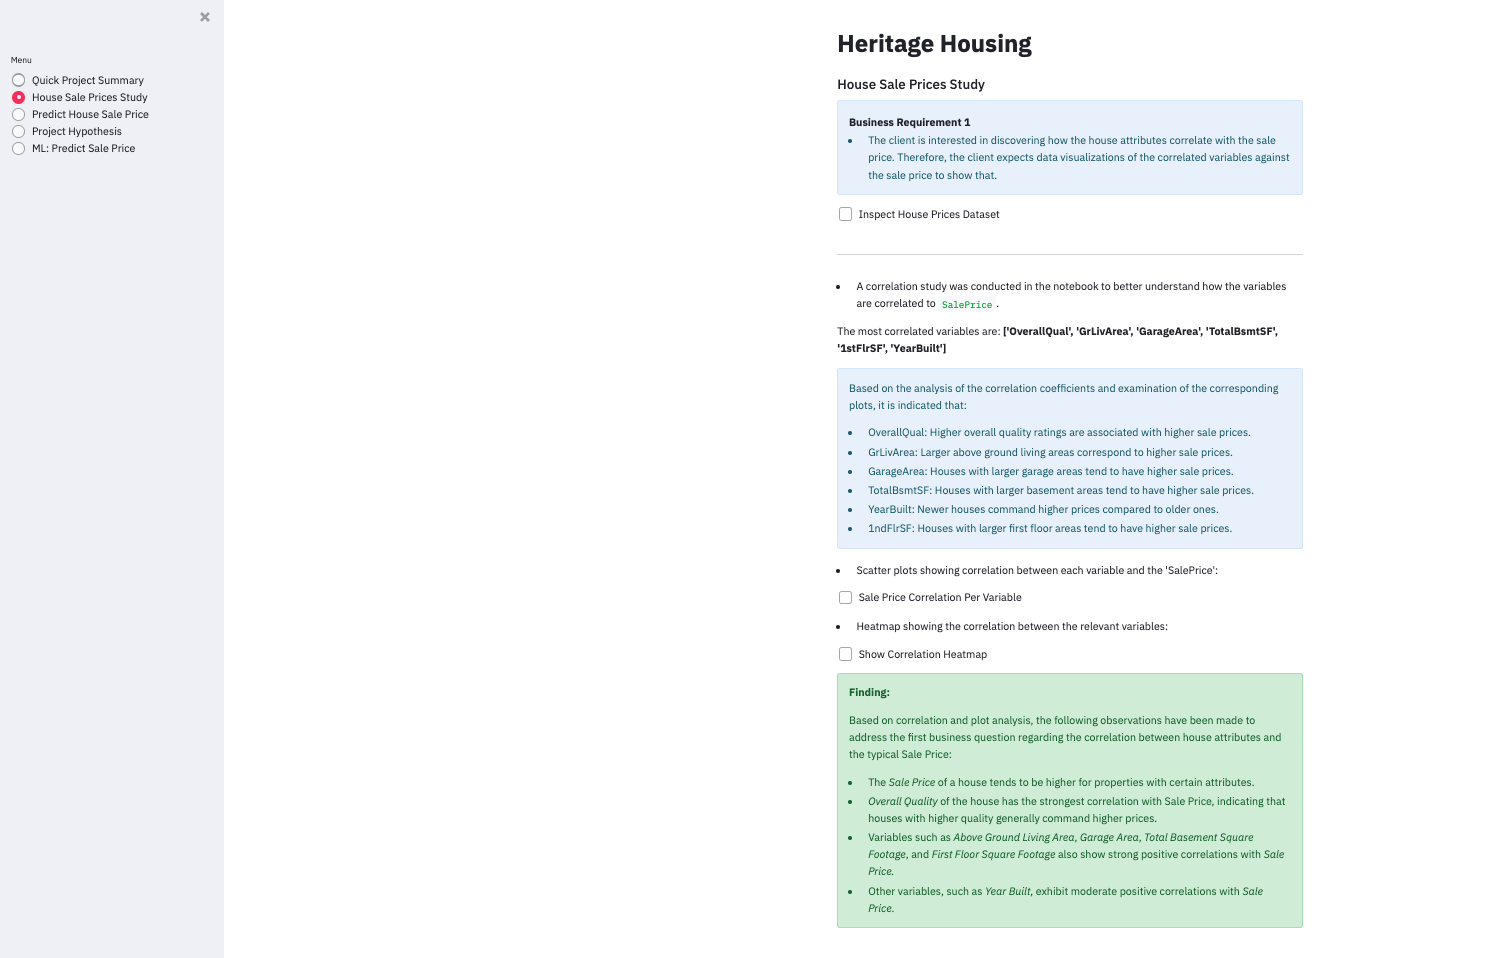 Menu
Quick Project Summary
House Sale Prices Study
Predict House Sale Price
Project Hypothesis
ML: Predict Sale Price
Heritage Housing
House Sale Prices Study
Business Requirement 1
• The client is interested in discovering how the house attributes correlate with the sale
price. Therefore, the client expects data visualizations of the correlated variables against
the sale price to show that.
Inspect House Prices Dataset
• A correlation study was conducted in the notebook to better understand how the variables
are correlated to SalePrice .
The most correlated variables are: ['OverallQual', 'GrLivArea', 'GarageArea', 'TotalBsmtSF',
'1stFlrSF', 'YearBuilt']
Based on the analysis of the correlation coefficients and examination of the corresponding
plots, it is indicated that:
• OverallQual: Higher overall quality ratings are associated with higher sale prices.
• GrLivArea: Larger above ground living areas correspond to higher sale prices.
• GarageArea: Houses with larger garage areas tend to have higher sale prices.
• TotalBsmtSF: Houses with larger basement areas tend to have higher sale prices.
• YearBuilt: Newer houses command higher prices compared to older ones.
• 1ndFlrSF: Houses with larger first floor areas tend to have higher sale prices.
• Scatter plots showing correlation between each variable and the 'SalePrice':
Sale Price Correlation Per Variable
• Heatmap showing the correlation between the relevant variables:
Show Correlation Heatmap
Finding:
Based on correlation and plot analysis, the following observations have been made to
address the first business question regarding the correlation between house attributes and
the typical Sale Price:
• The Sale Price of a house tends to be higher for properties with certain attributes.
• Overall Quality of the house has the strongest correlation with Sale Price, indicating that
houses with higher quality generally command higher prices.
• Variables such as Above Ground Living Area, Garage Area, Total Basement Square
Footage, and First Floor Square Footage also show strong positive correlations with Sale
Price.
• Other variables, such as Year Built, exhibit moderate positive correlations with Sale
Price.